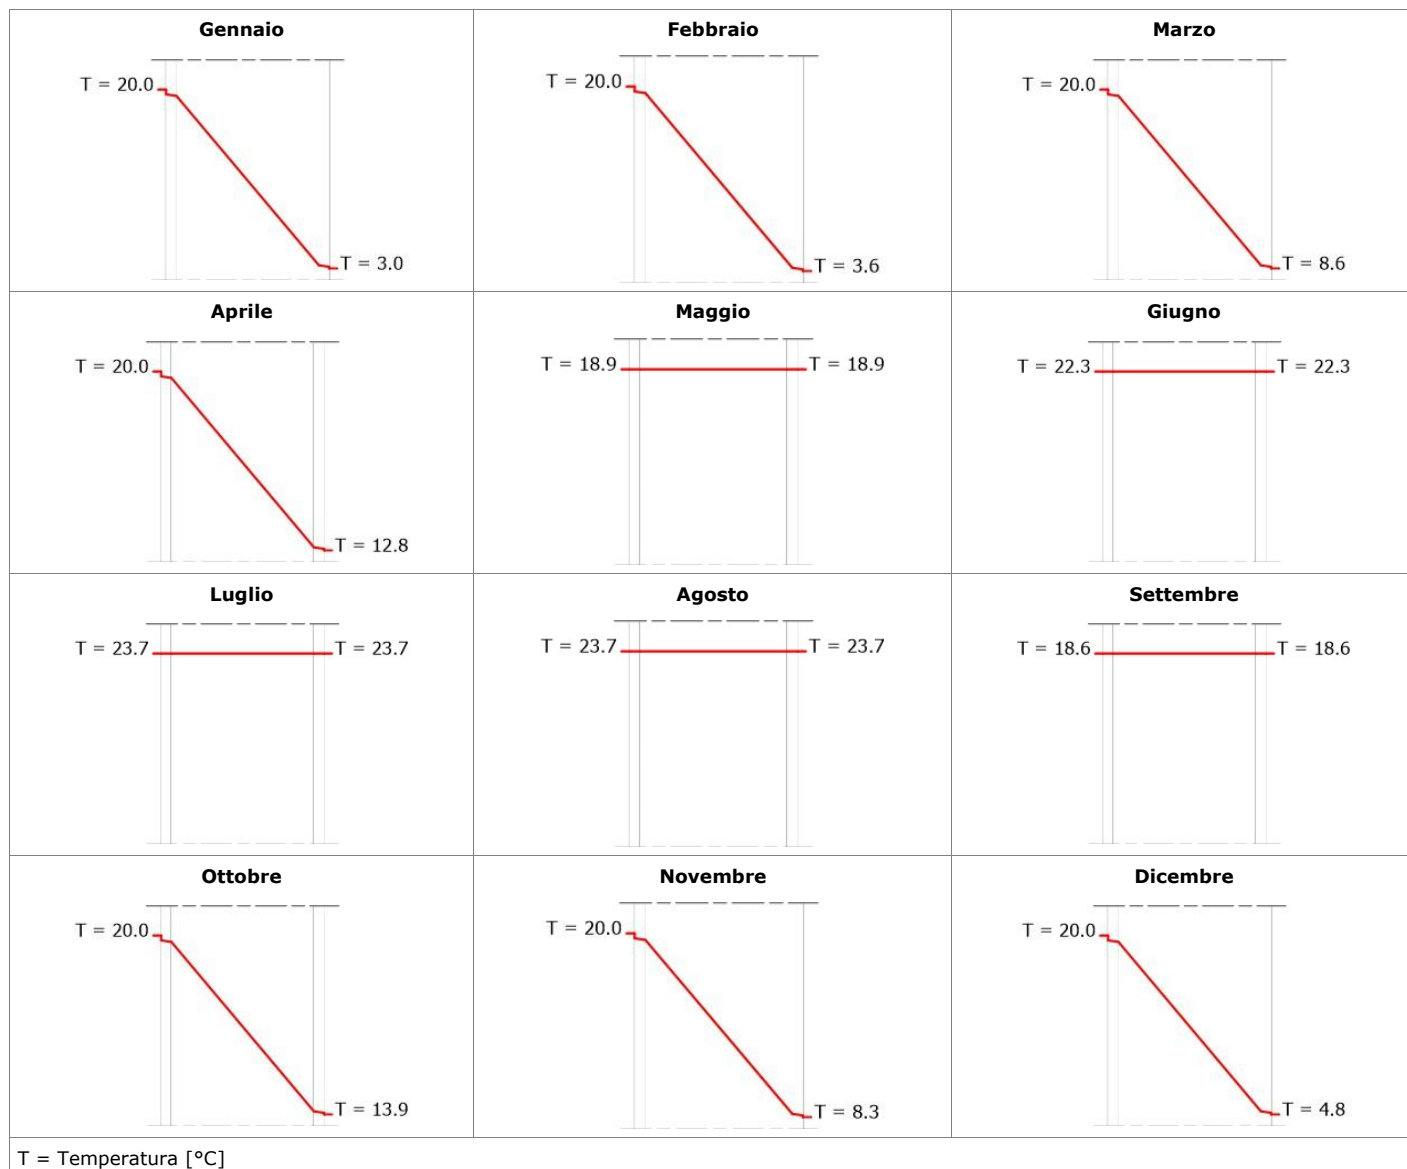 Gennaio
T = 20.0
T = 3.0
Febbraio
T = 20.0
T = 3.6
Marzo
T = 20.0
T = 8.6
Aprile
T = 20.0
T = 12.8
Maggio
T = 18.9 T = 18.9
Giugno
T = 22.3 T = 22.3
Luglio
T = 23.7 T = 23.7
Agosto
T = 23.7 T = 23.7
Settembre
T = 18.6 T = 18.6
Ottobre
T = 20.0
T = 13.9
Novembre
T = 20.0
T = 8.3
Dicembre
T = 20.0
T = 4.8
T = Temperatura [°C]